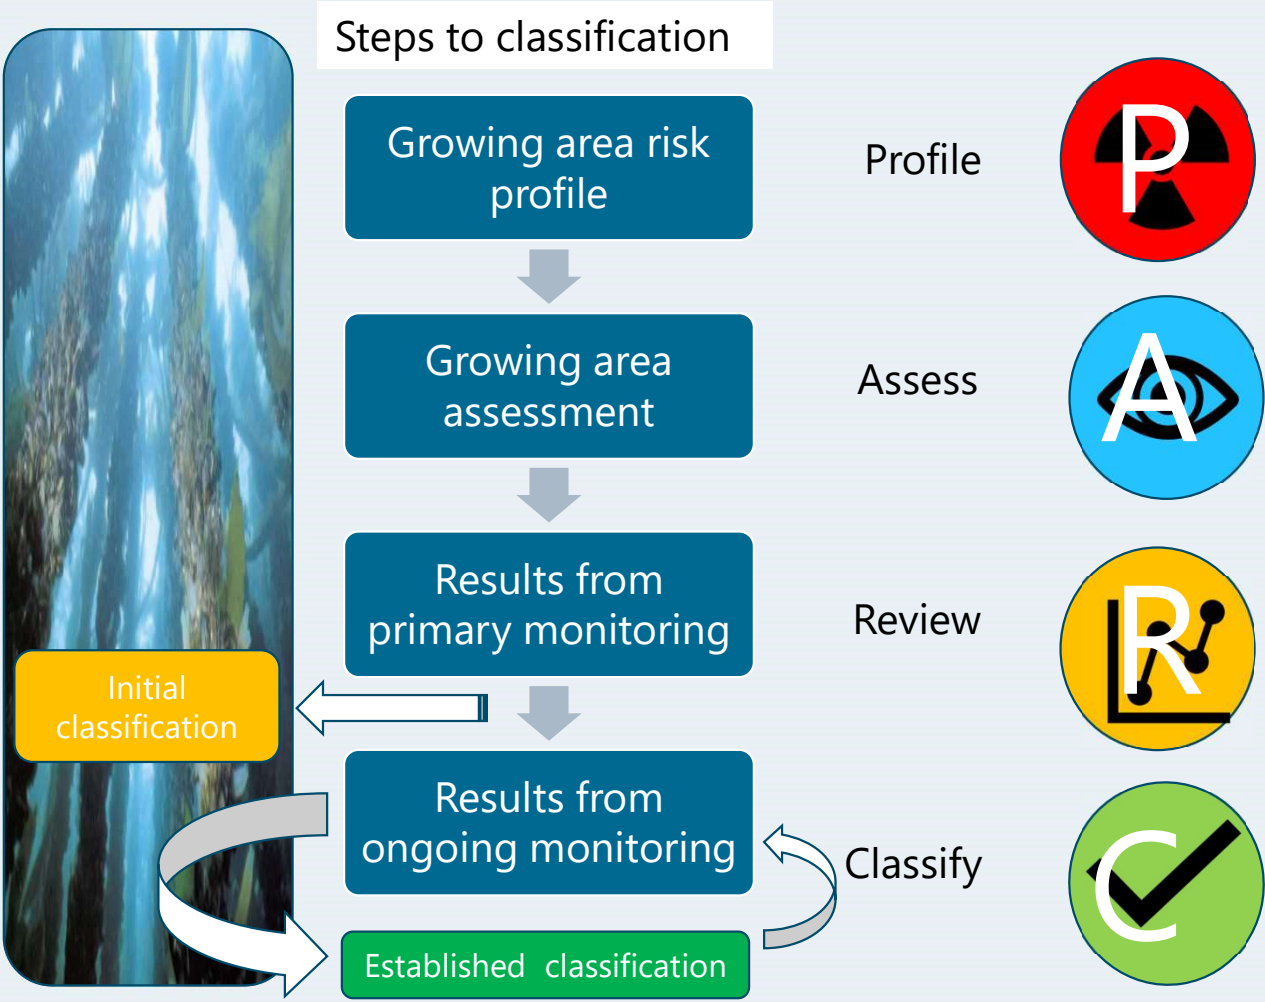 Steps to classification
Growing area risk
profile
Profile
P
Growing area
assessment
Assess
A
Results from
primary monitoring
Review
R
Initial
classification
Results from
ongoing monitoring
Classify
C
Established classification